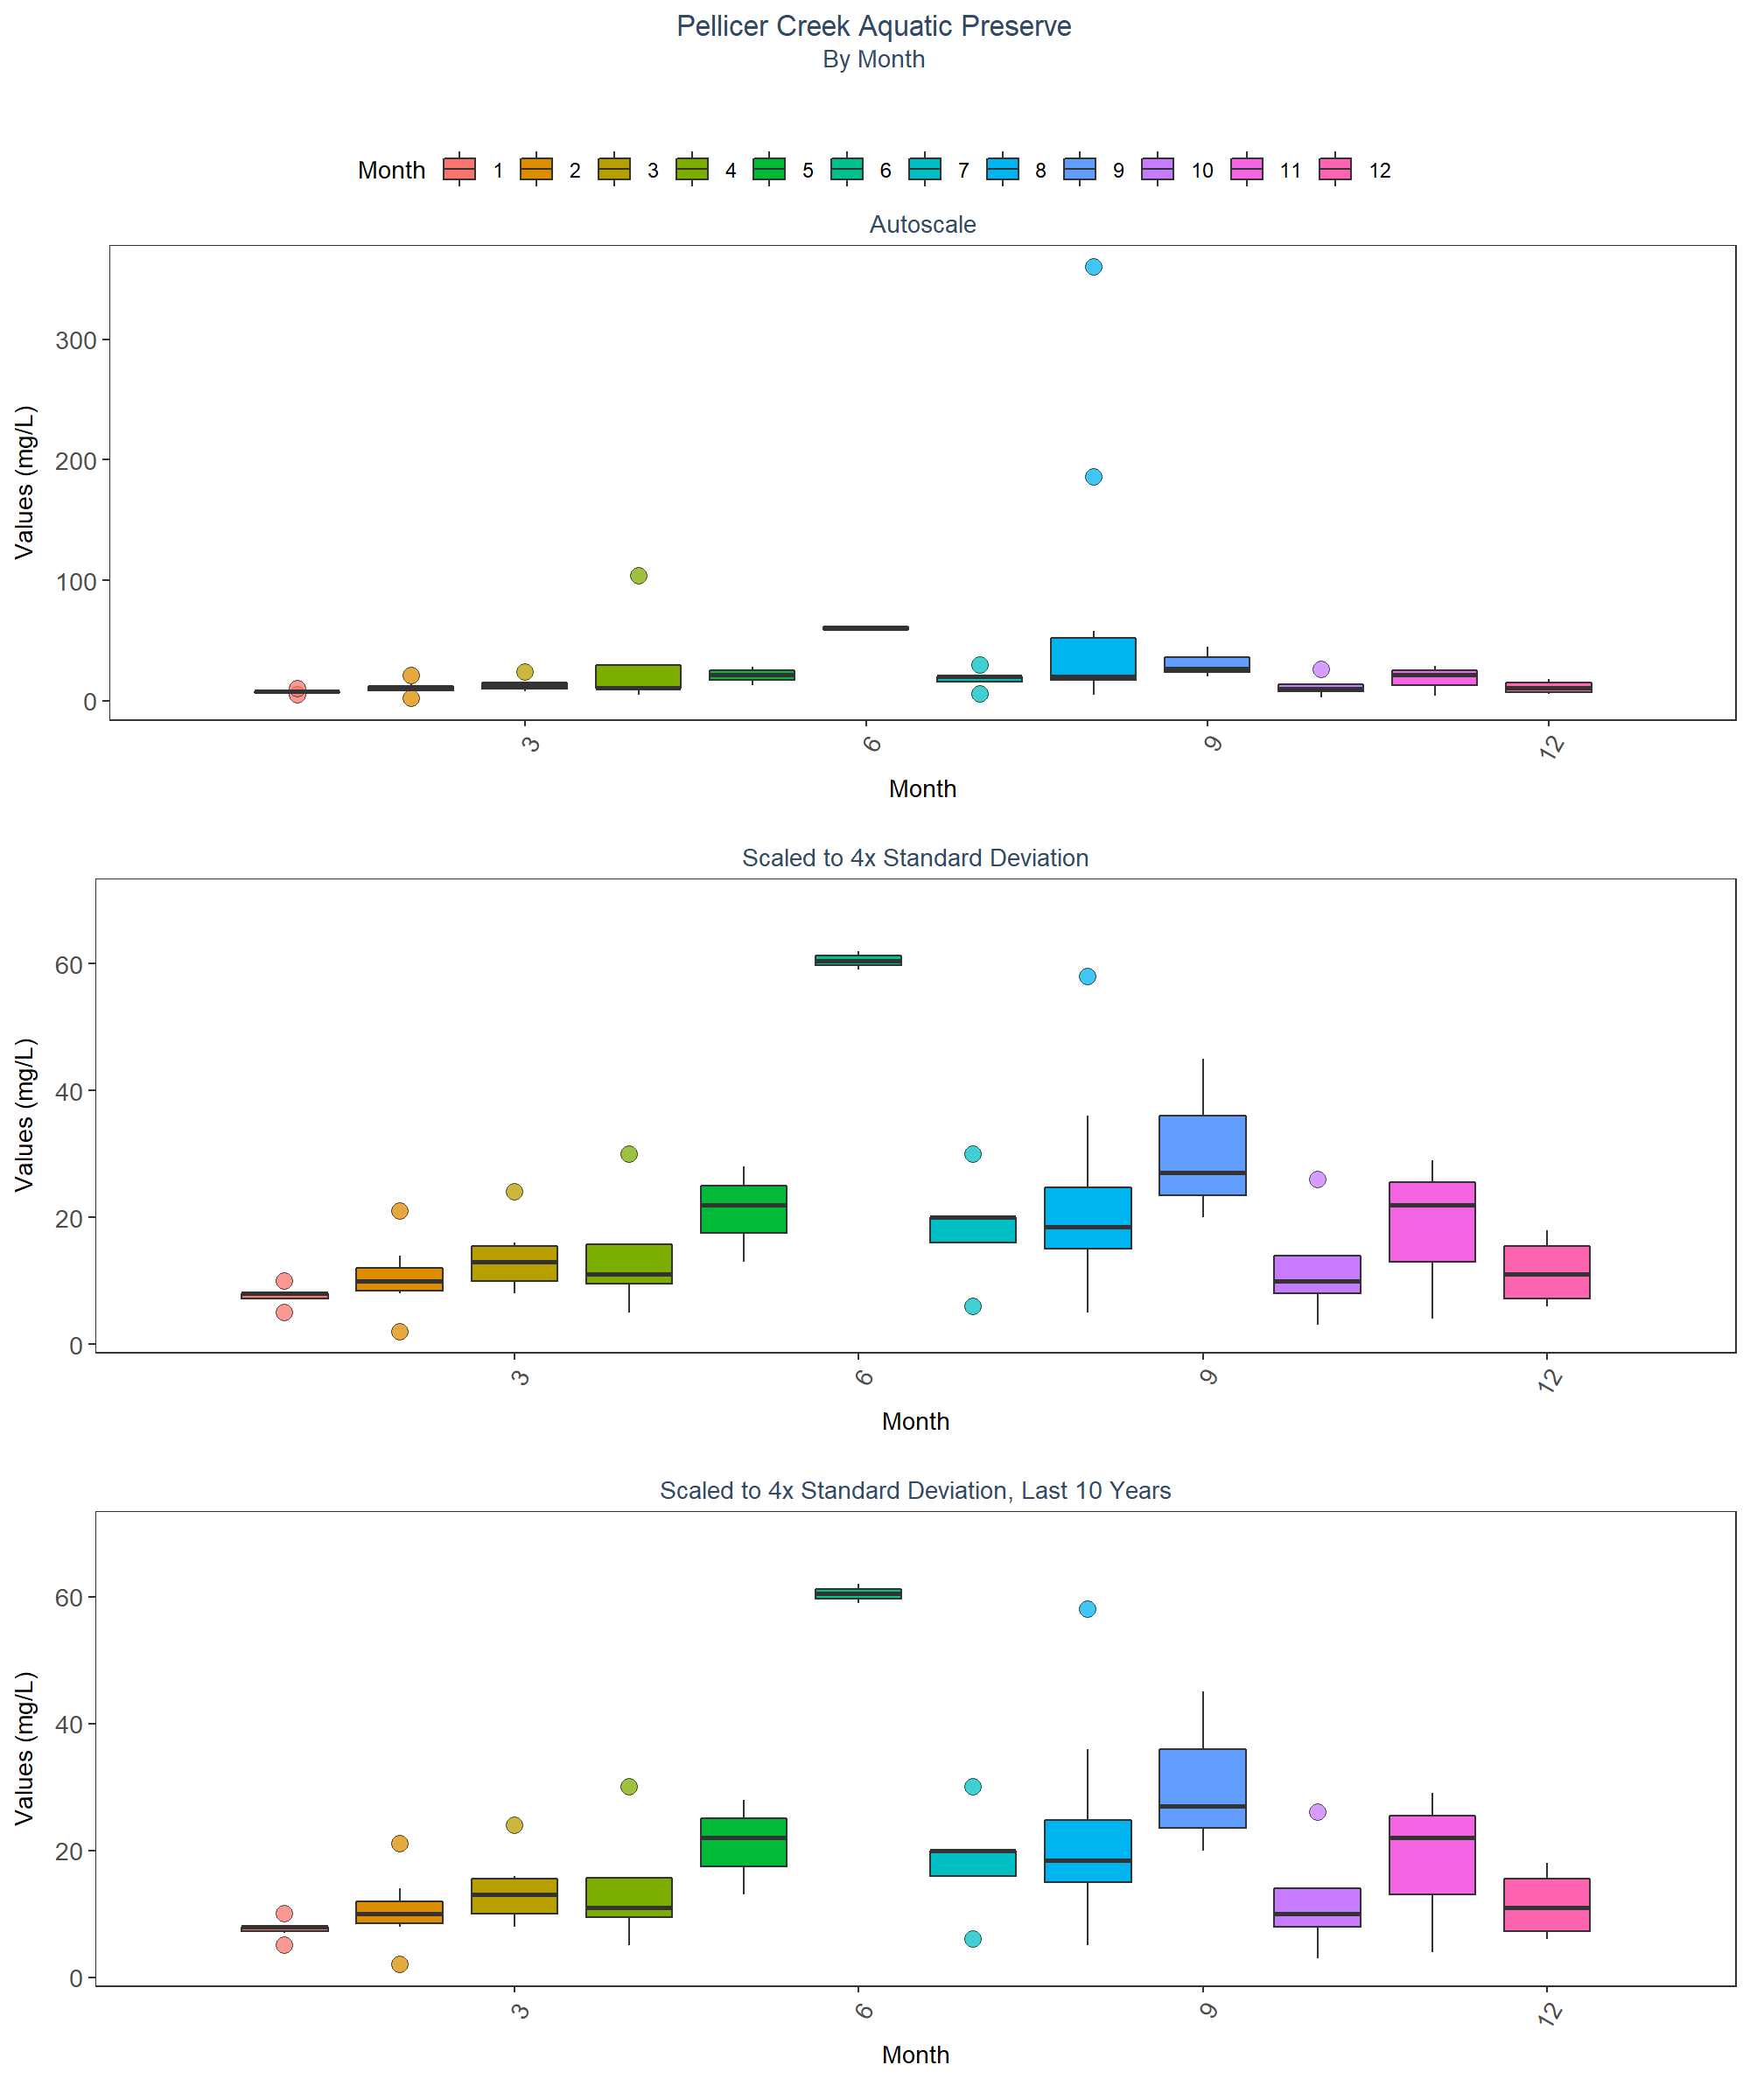 Pellicer Creek Aquatic Preserve
By Month
Month 1 2 3 4 5 6 7 8 9 10 11 12
Autoscale
Values (mg/L)
300
200
100
0
3 6 9 12
Month
Scaled to 4x Standard Deviation
Values (mg/L)
60
40
20
0
3 6 9 12
Month
Scaled to 4x Standard Deviation, Last 10 Years
Values (mg/L)
60
40
20
0
3 6 9 12
Month